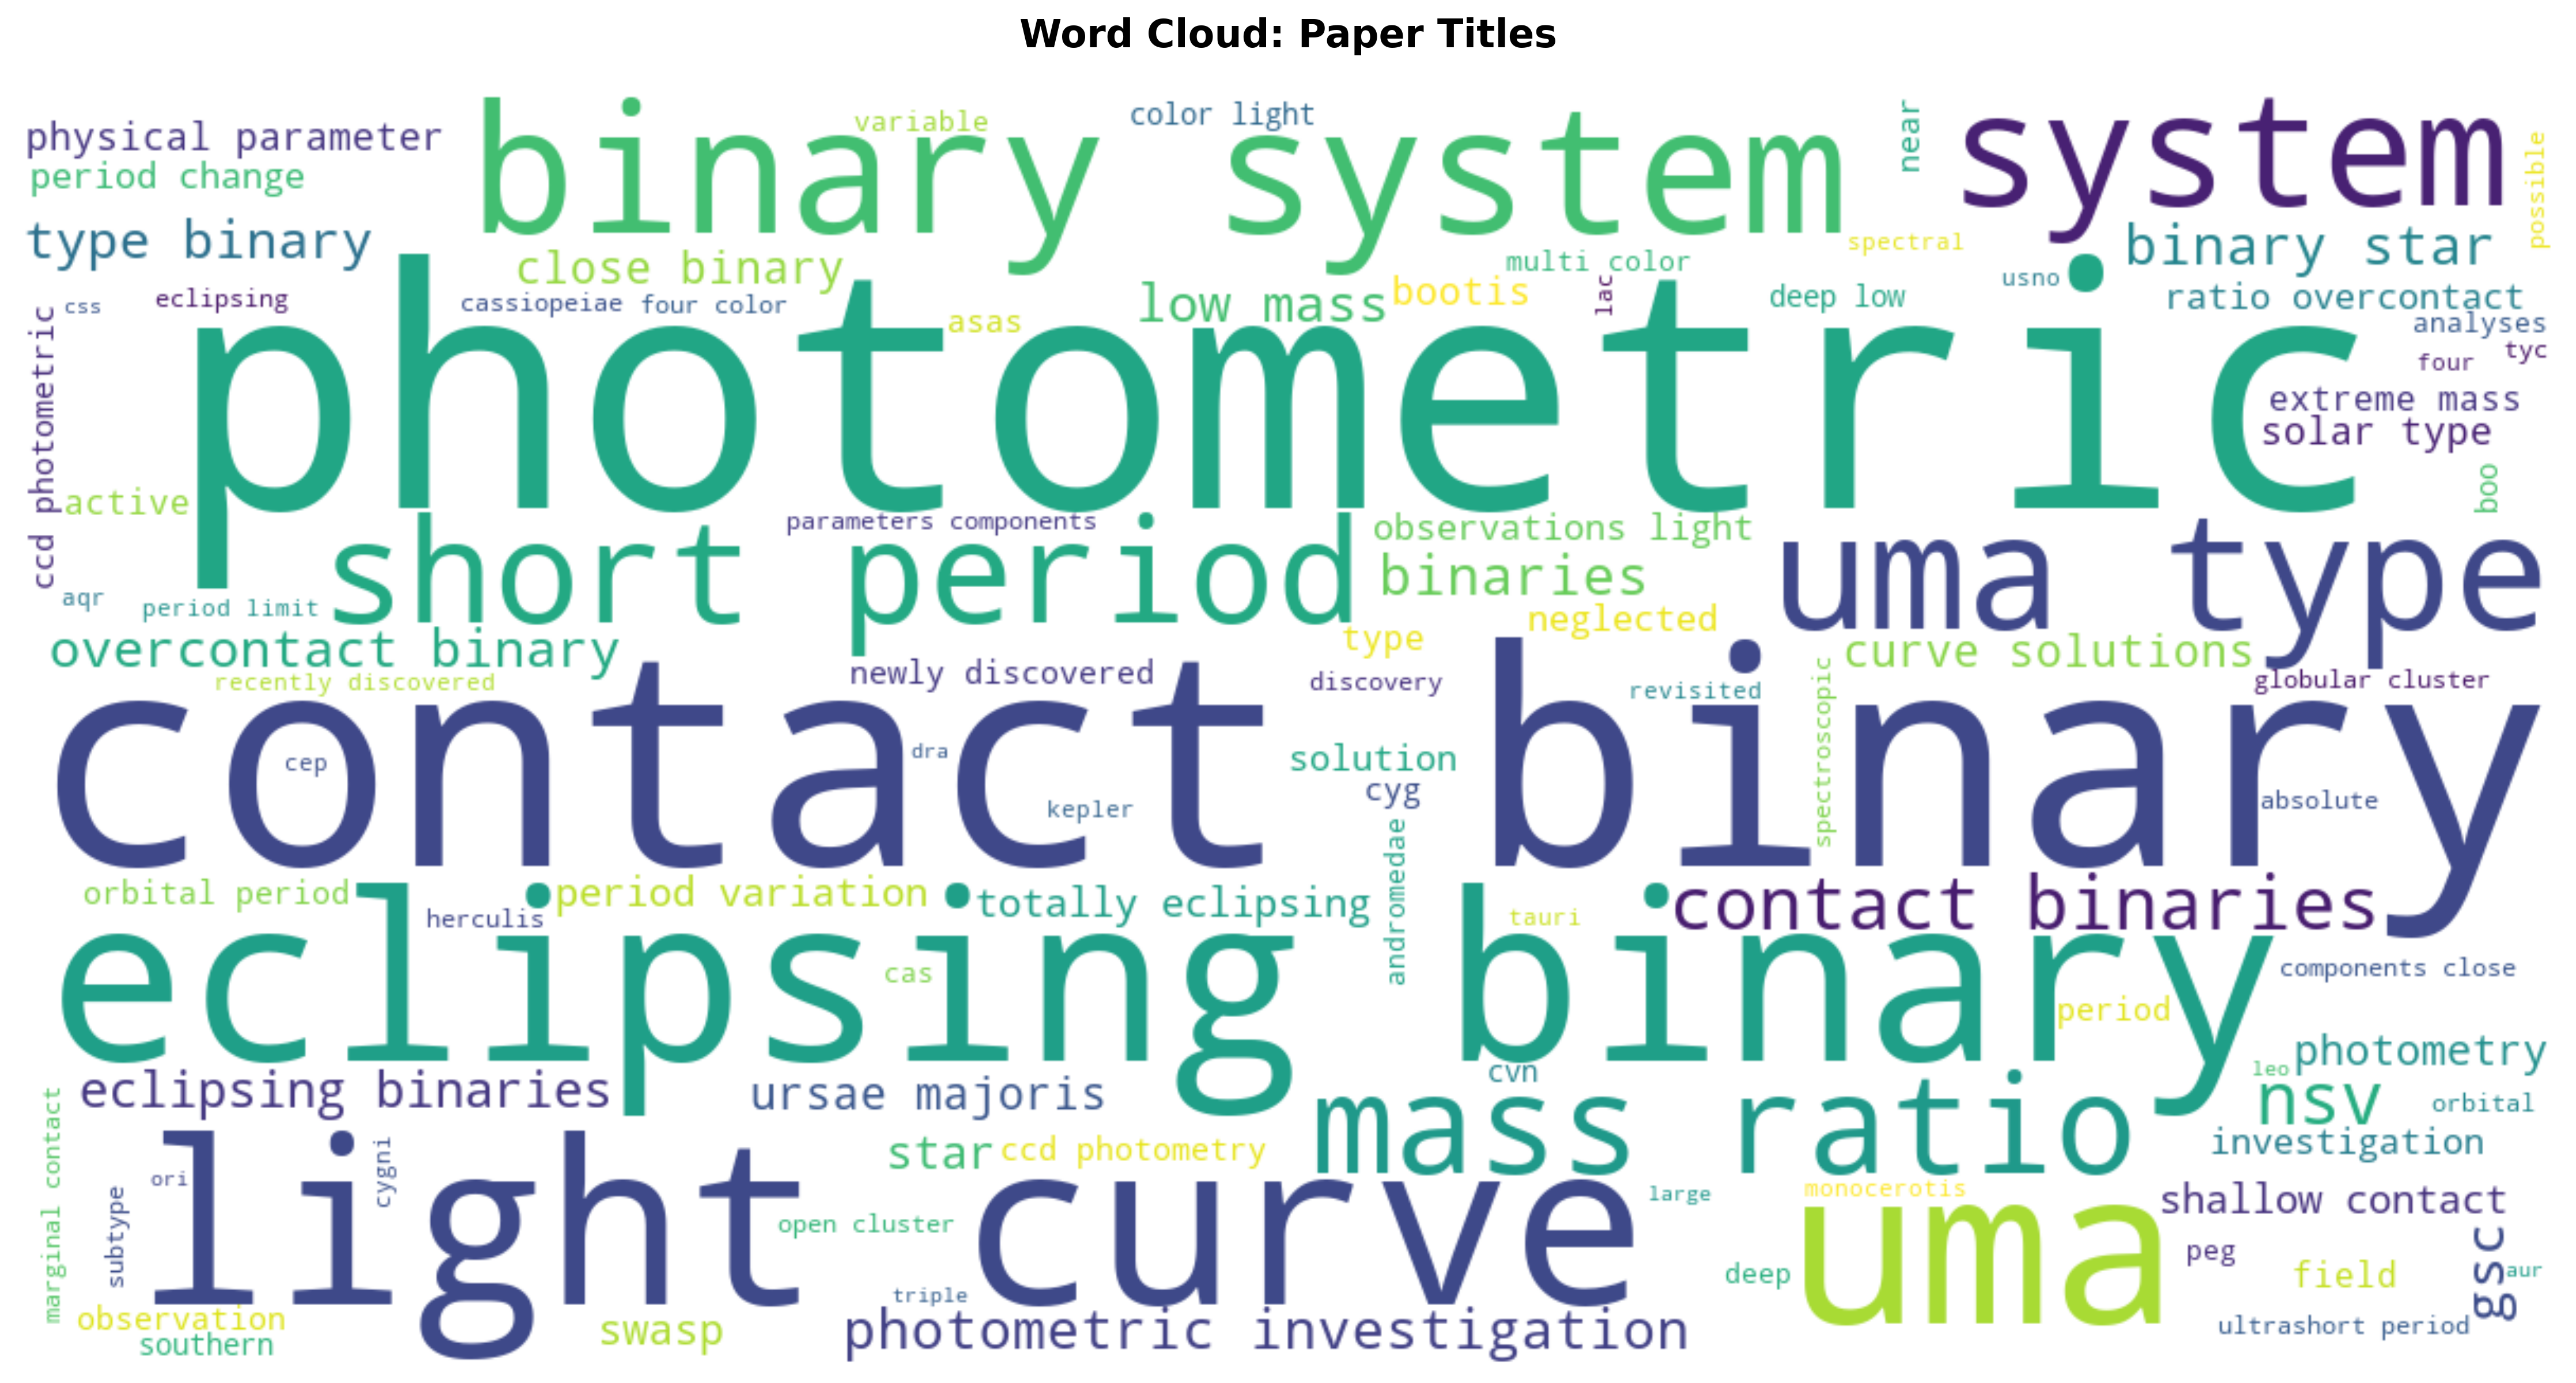 Word Cloud: Paper Titles
physical parameter
binary system
variable
color light
near
system
possible
period change
type binary
close binary
spectral
binary star
multi color
usno
css
eclipsing
cassiopeiae
four color
asas
low mass
bootis
lac
deep low
ratio overcontact
analyses
four
tyc
ccd photometric
photometric
extreme mass
solar type
active
boo
short period
parameters components
observations light
binaries
uma type
aqr
period limit
neglected
overcontact binary
type
curve solutions
recently discovered
newly discovered
discovery
revisited
globular cluster
contact binary
spectroscopic
cep
dra
solution
cyg
kepler
absolute
andromedae
orbital period
herculis
period variation
totally eclipsing
tauri
contact binaries
eclipsing binary
cas
components close
period
photometry
leo
nsv
orbital
eclipsing binaries
ursae majoris
cvn
mass ratio
investigation
marginal contact
subtype
ori
cygni
light curve
star
ccd photometry
large
monocerotis
uma
shallow contact
open cluster
peg
deep
field
gsc
aur
triple
observation
southern
swasp
photometric investigation
ultrashort period